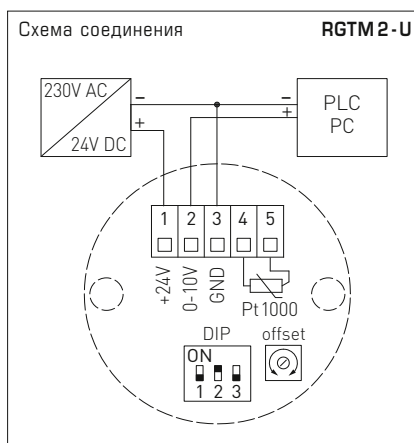 Схема соединения RGTM 2 - U
230V AC
24V DC
−
+
−
+
PLC
PC
1 2 3 4 5
+24V
0-10V
GND
Pt1000
DIP
offset
ON
1 2 3